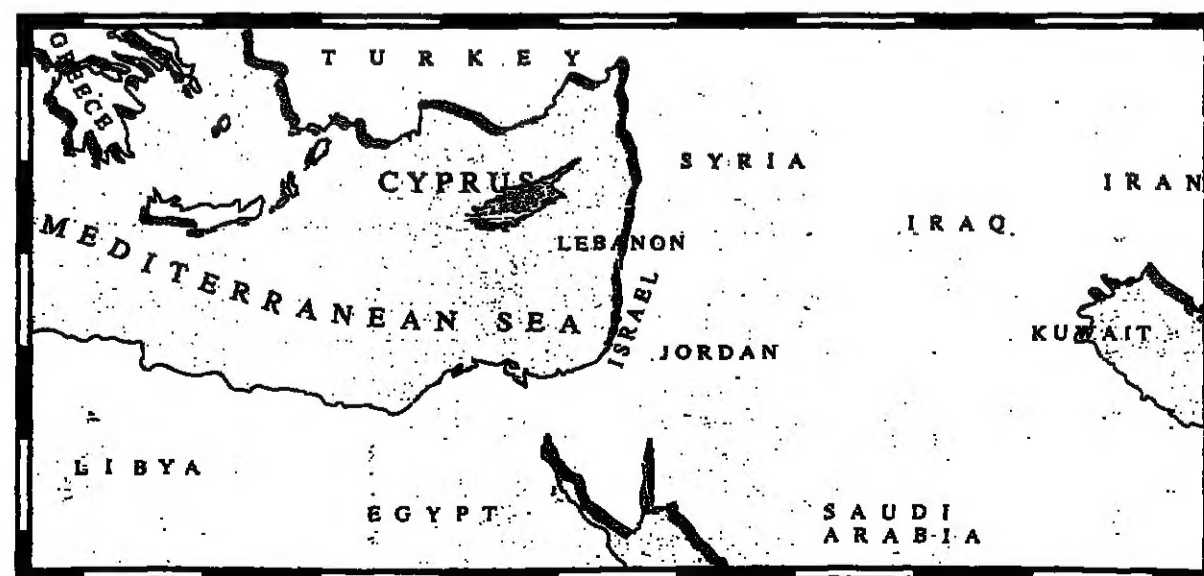 GREECE
TURKEY
CYPRUS
SYRIA
IRAN
IRAQ
LEBANON
MEDITERRANEAN SEA
ISRAEL
KUWAIT
JORDAN
LIBYA
EGYPT
SAUDI
ARABIA